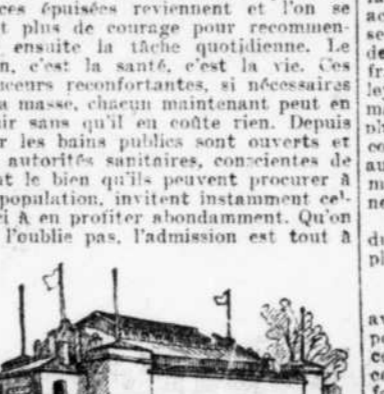 ces épuisées reviennent et l'on se
t plus de courage pour recommen-
ensuite la tâche quotidienne. Le
n, c'est la santé, c'est la vie. Ces
uceurs reconfortantes, si nécessaires
a masse, chacun maintenant peut en
ir sans qu'il en coûte rien. Depuis
r les bains publics sont ouverts et
autorités sanitaires, conscientes de
t le bien qu'ils peuvent procurer à
population, invitent instamment cel-
ci à en profiter abondamment. Qu'on
l'oublie pas, l'admission est tout à